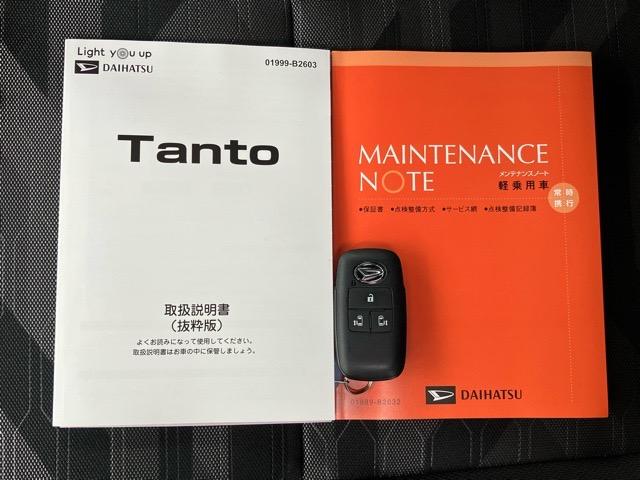 Light you up
DAIHATSU
01999-B2603
Tanto
取扱説明書
（抜粋版）
よくお読みになって使用してください。
取扱説明書はお車の中に保管しましょう。
MAINTENANCE
NOTE
メンテナンスノート
軽乗用車
常時
携行
●保証書 ●点検整備方式 ●サービス網 ●点検整備記録簿
DAIHATSU
01999-B2032